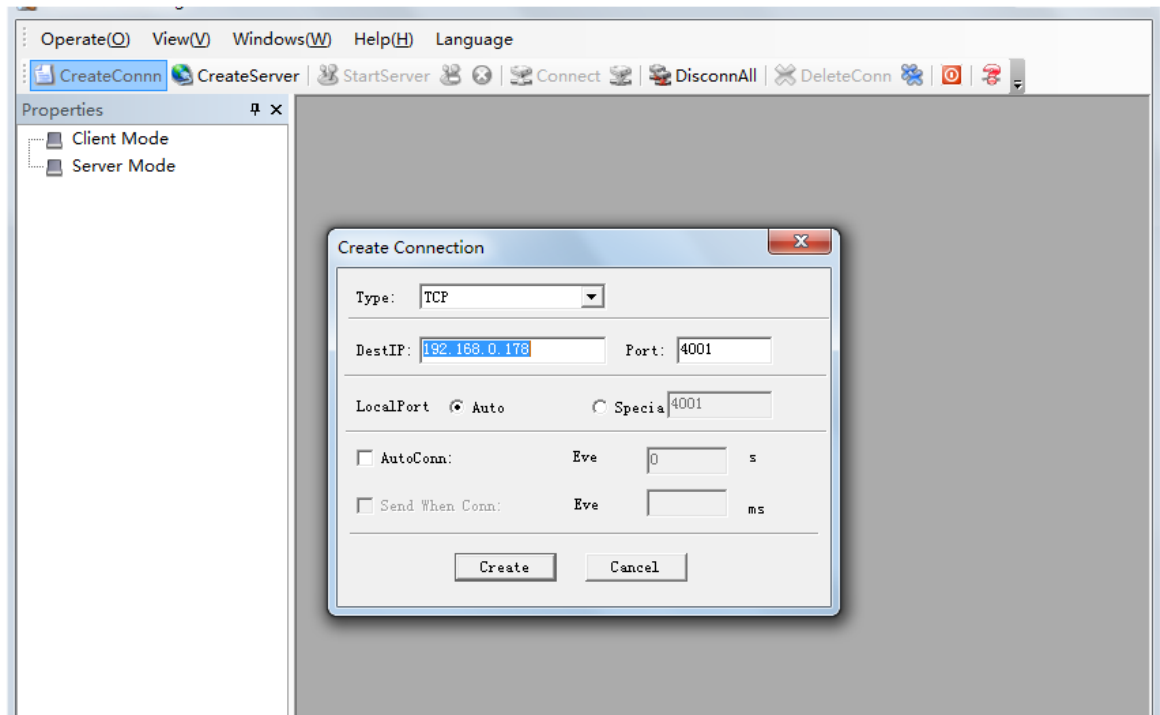 Operate(O) View(V) Windows(W) Help(H) Language
CreateConnn CreateServer StartServer Connect DisconnAll DeleteConn
Properties
Client Mode
Server Mode
Create Connection
Type: TCP
DestIP: 192.168.0.178 Port: 4001
LocalPort Auto Specia 4001
AutoConn: Eve 0 s
Send When Conn: Eve ms
Create Cancel